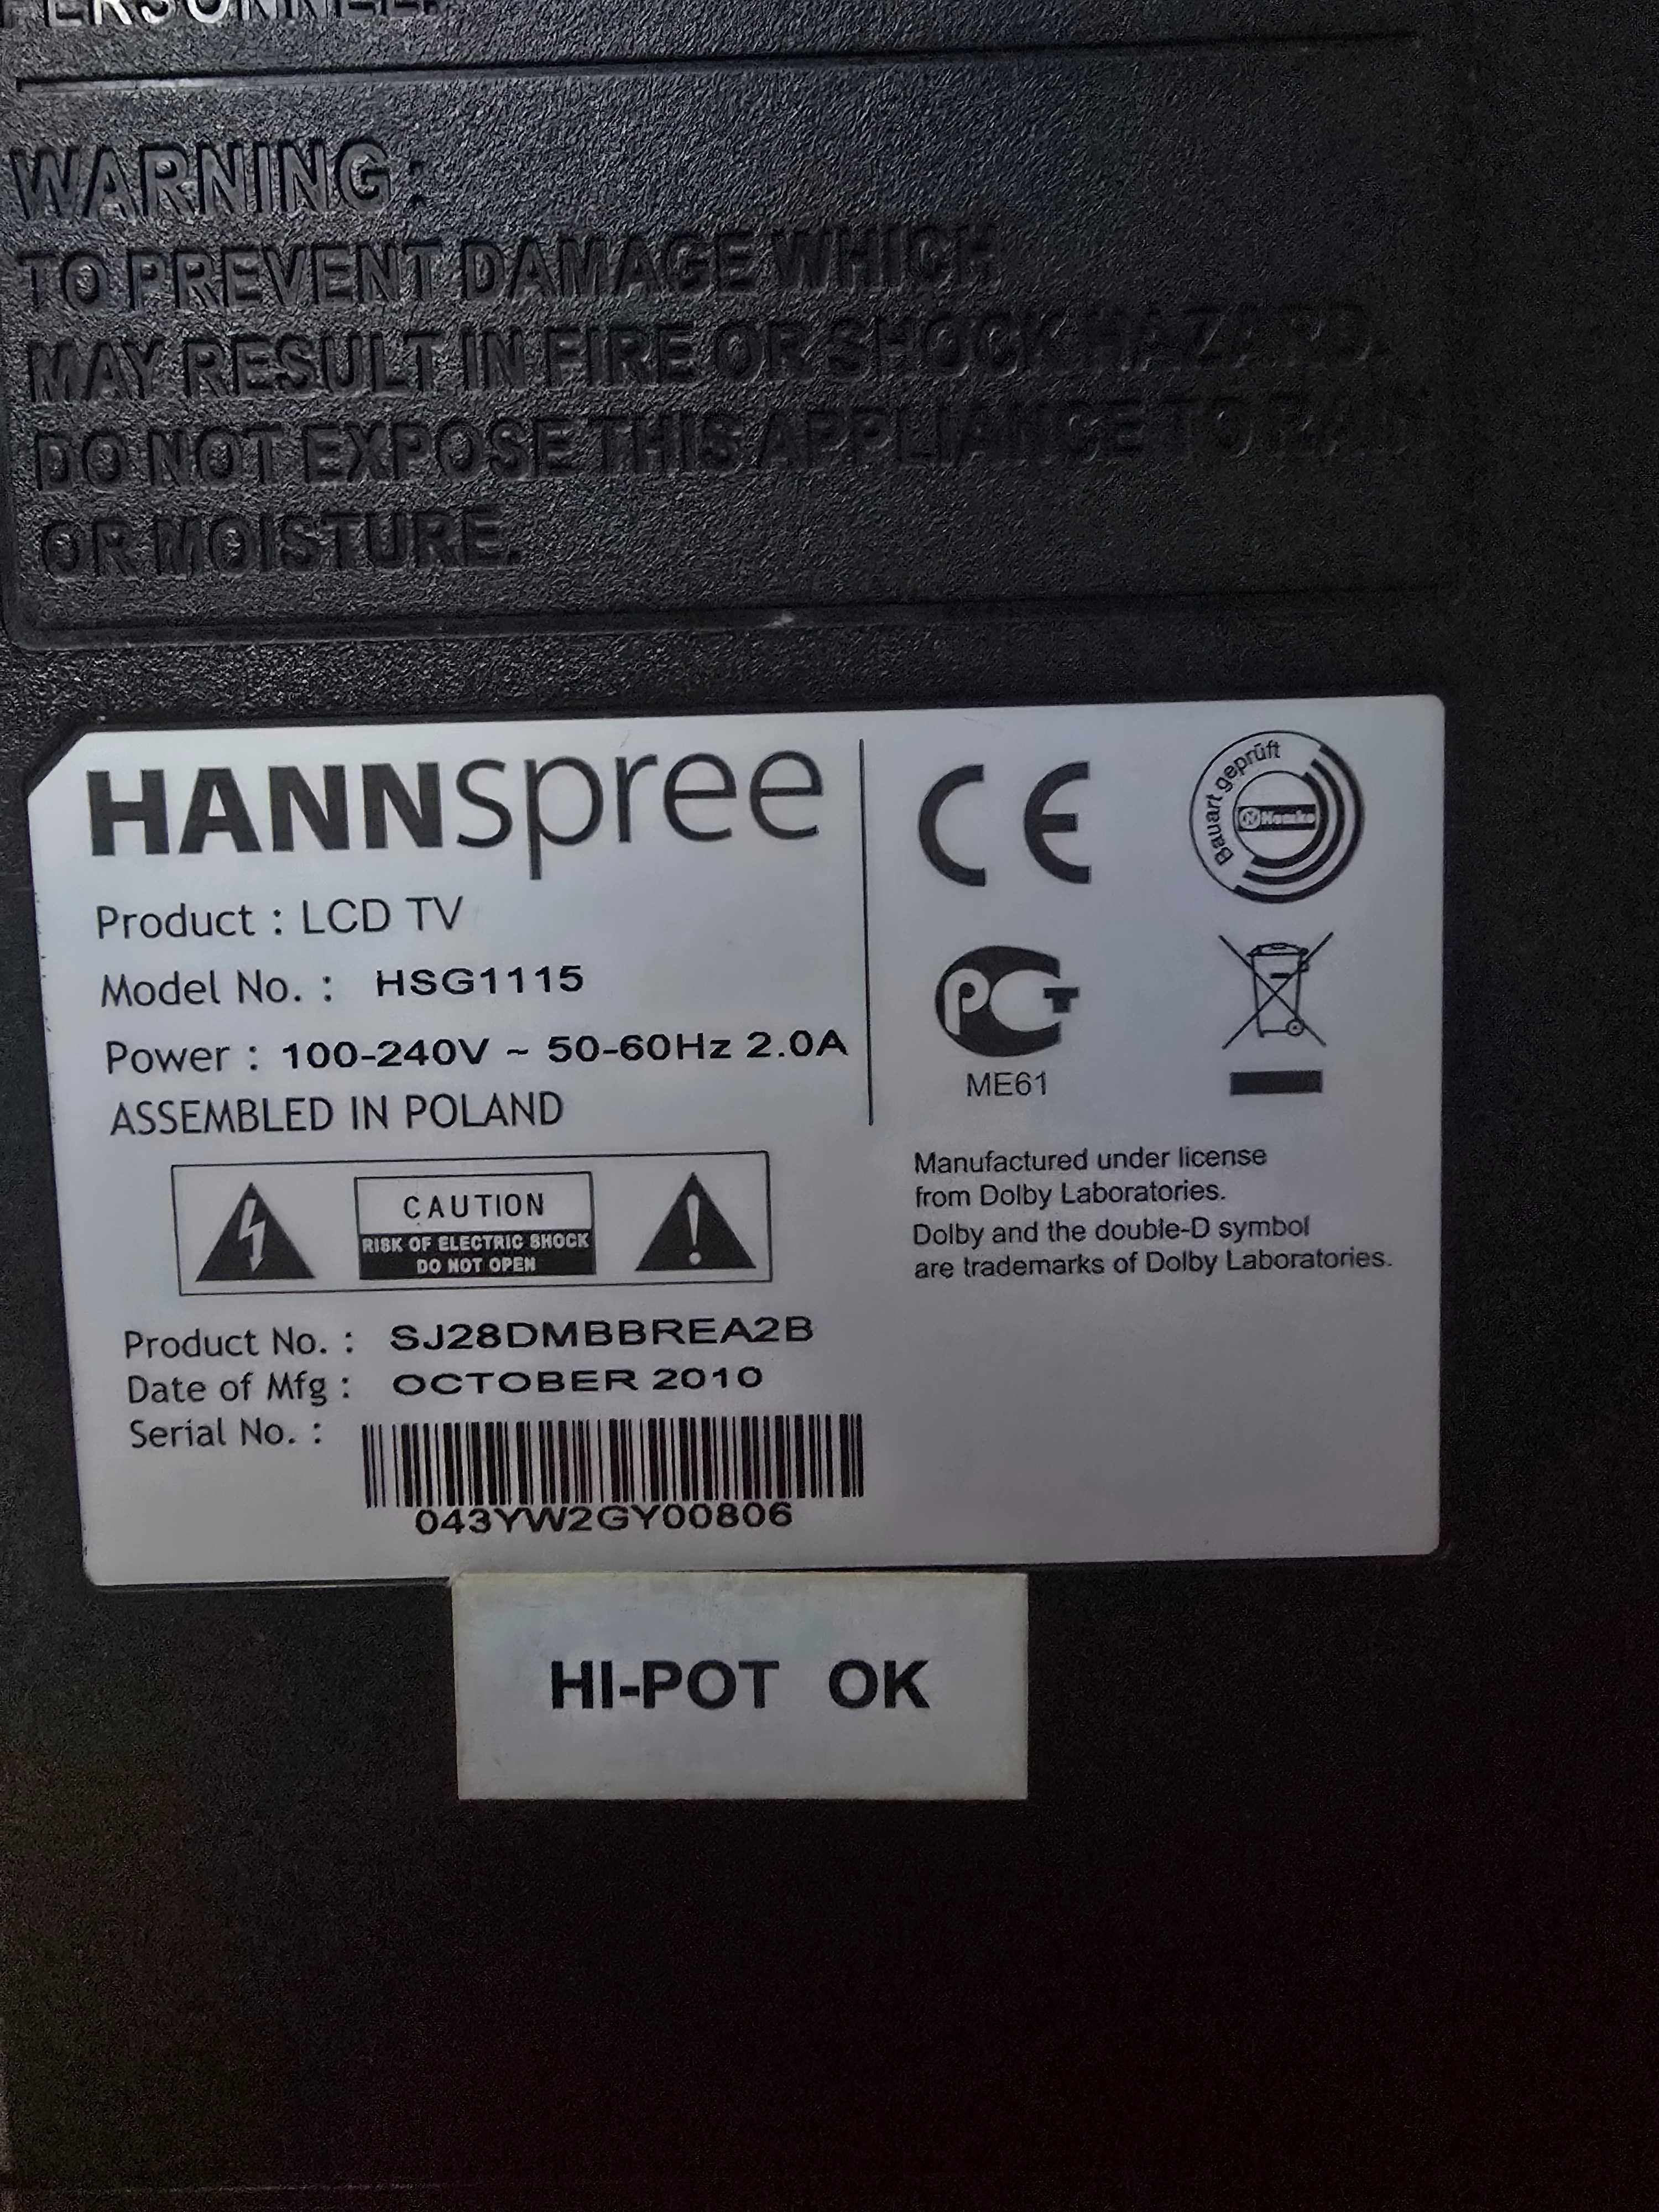 PERSONNEL.
WARNING:
TO PREVENT DAMAGE WHICH
MAY RESULT IN FIRE OR SHOCK HAZARD.
DO NOT EXPOSE THIS APPLIANCE TO RAIN
OR MOISTURE.
HANNspree
Product : LCD TV
Model No. : HSG1115
Power : 100-240V ~ 50-60Hz 2.0A
ASSEMBLED IN POLAND
CAUTION
RISK OF ELECTRIC SHOCK
DO NOT OPEN
Product No. : SJ28DMBBREA2B
Date of Mfg : OCTOBER 2010
Serial No. :
043YW2GY00806
CE
Bauart geprüft
Nemko
РСТ
ME61
Manufactured under license
from Dolby Laboratories.
Dolby and the double-D symbol
are trademarks of Dolby Laboratories.
HI-POT OK